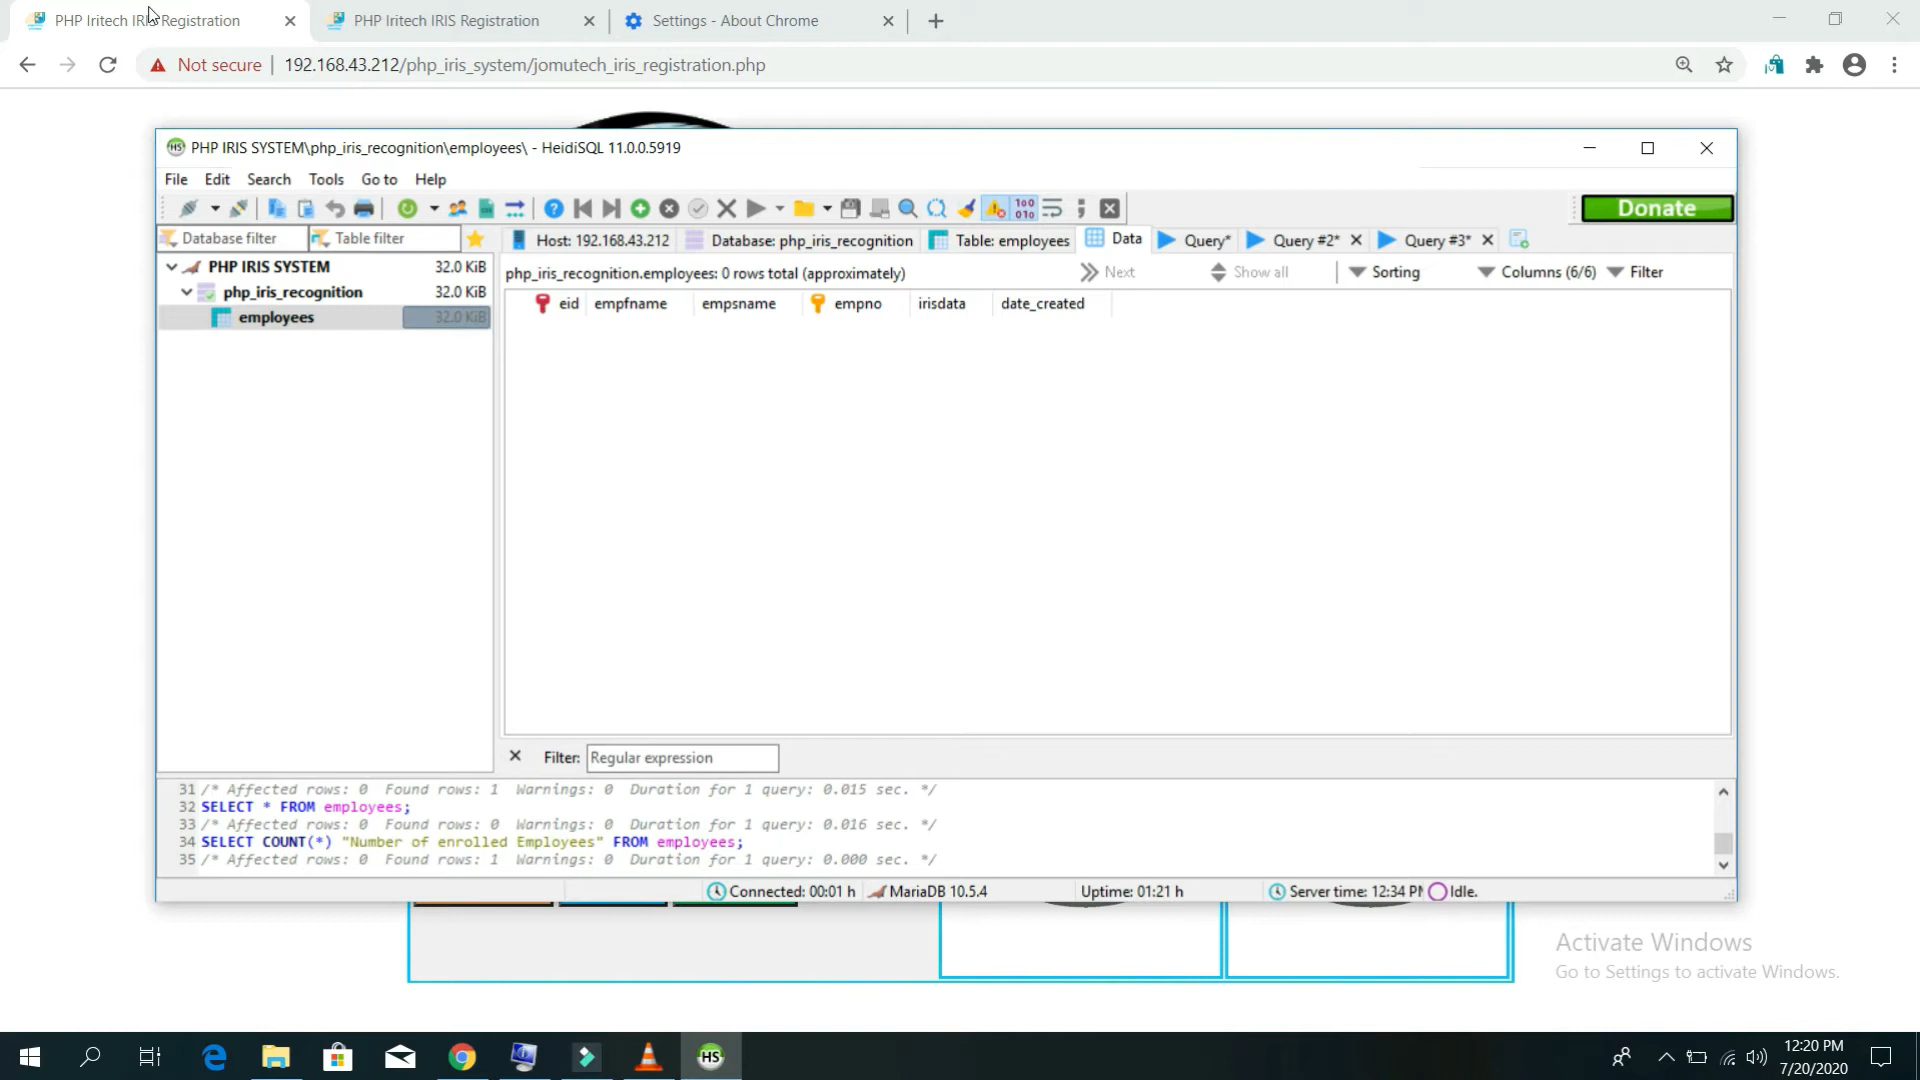 PHP Iritech IRIS Registration
PHP Iritech IRIS Registration
Settings - About Chrome
Not secure
192.168.43.212/php_iris_system/jomutech_iris_registration.php
PHP IRIS SYSTEM\php_iris_recognition\employees\ - HeidiSQL 11.0.0.5919
File Edit Search Tools Go to Help
Donate
Database filter
Table filter
Host: 192.168.43.212
Database: php_iris_recognition
Table: employees
Data
Query*
Query #2*
Query #3*
PHP IRIS SYSTEM 32.0 KiB
php_iris_recognition 32.0 KiB
employees 32.0 KiB
php_iris_recognition.employees: 0 rows total (approximately)
Next
Show all
Sorting
Columns (6/6)
Filter
eid empfname empsname empno irisdata date_created
Filter: Regular expression
31 /* Affected rows: 0 Found rows: 1 Warnings: 0 Duration for 1 query: 0.015 sec. */
32 SELECT * FROM employees;
33 /* Affected rows: 0 Found rows: 0 Warnings: 0 Duration for 1 query: 0.016 sec. */
34 SELECT COUNT(*) "Number of enrolled Employees" FROM employees;
35 /* Affected rows: 0 Found rows: 1 Warnings: 0 Duration for 1 query: 0.000 sec. */
Connected: 00:01 h
MariaDB 10.5.4
Uptime: 01:21 h
Server time: 12:34 PM
Idle.
Activate Windows
Go to Settings to activate Windows.
HS
12:20 PM
7/20/2020